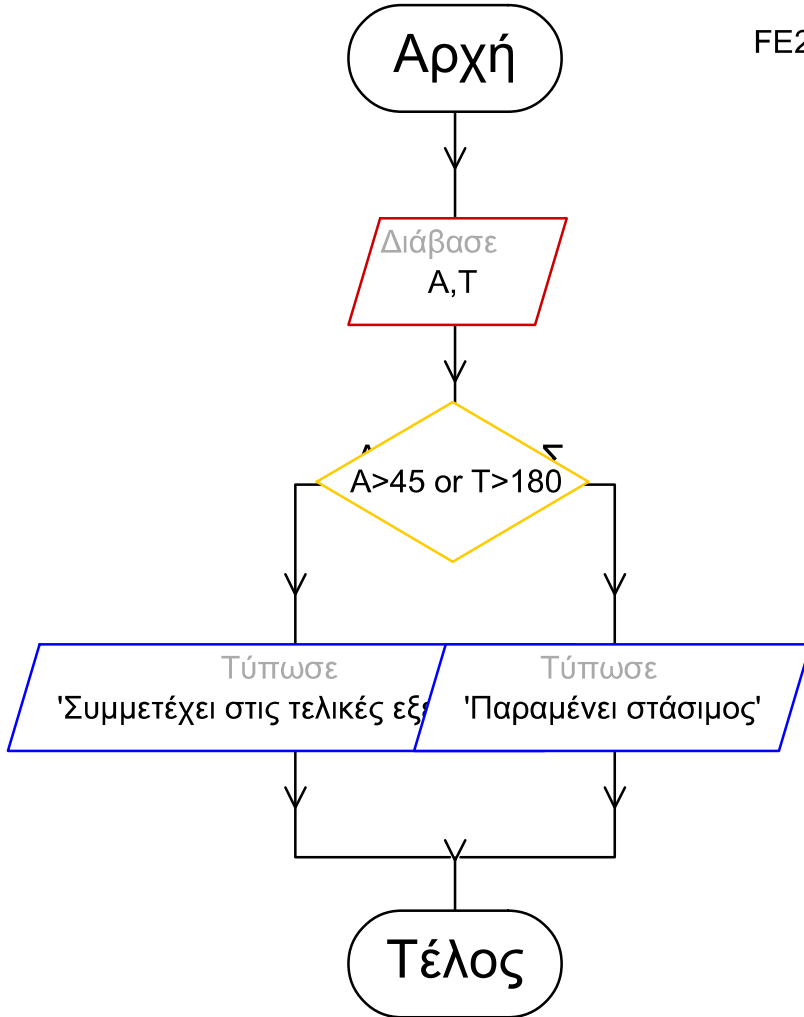 Αρχή
FE2
Διάβασε
Α,Τ
Σ
A>45 or T>180
Τύπωσε
'Συμμετέχει στις τελικές
Τύπωσε
'Παραμένει στάσιμος'
Τέλος